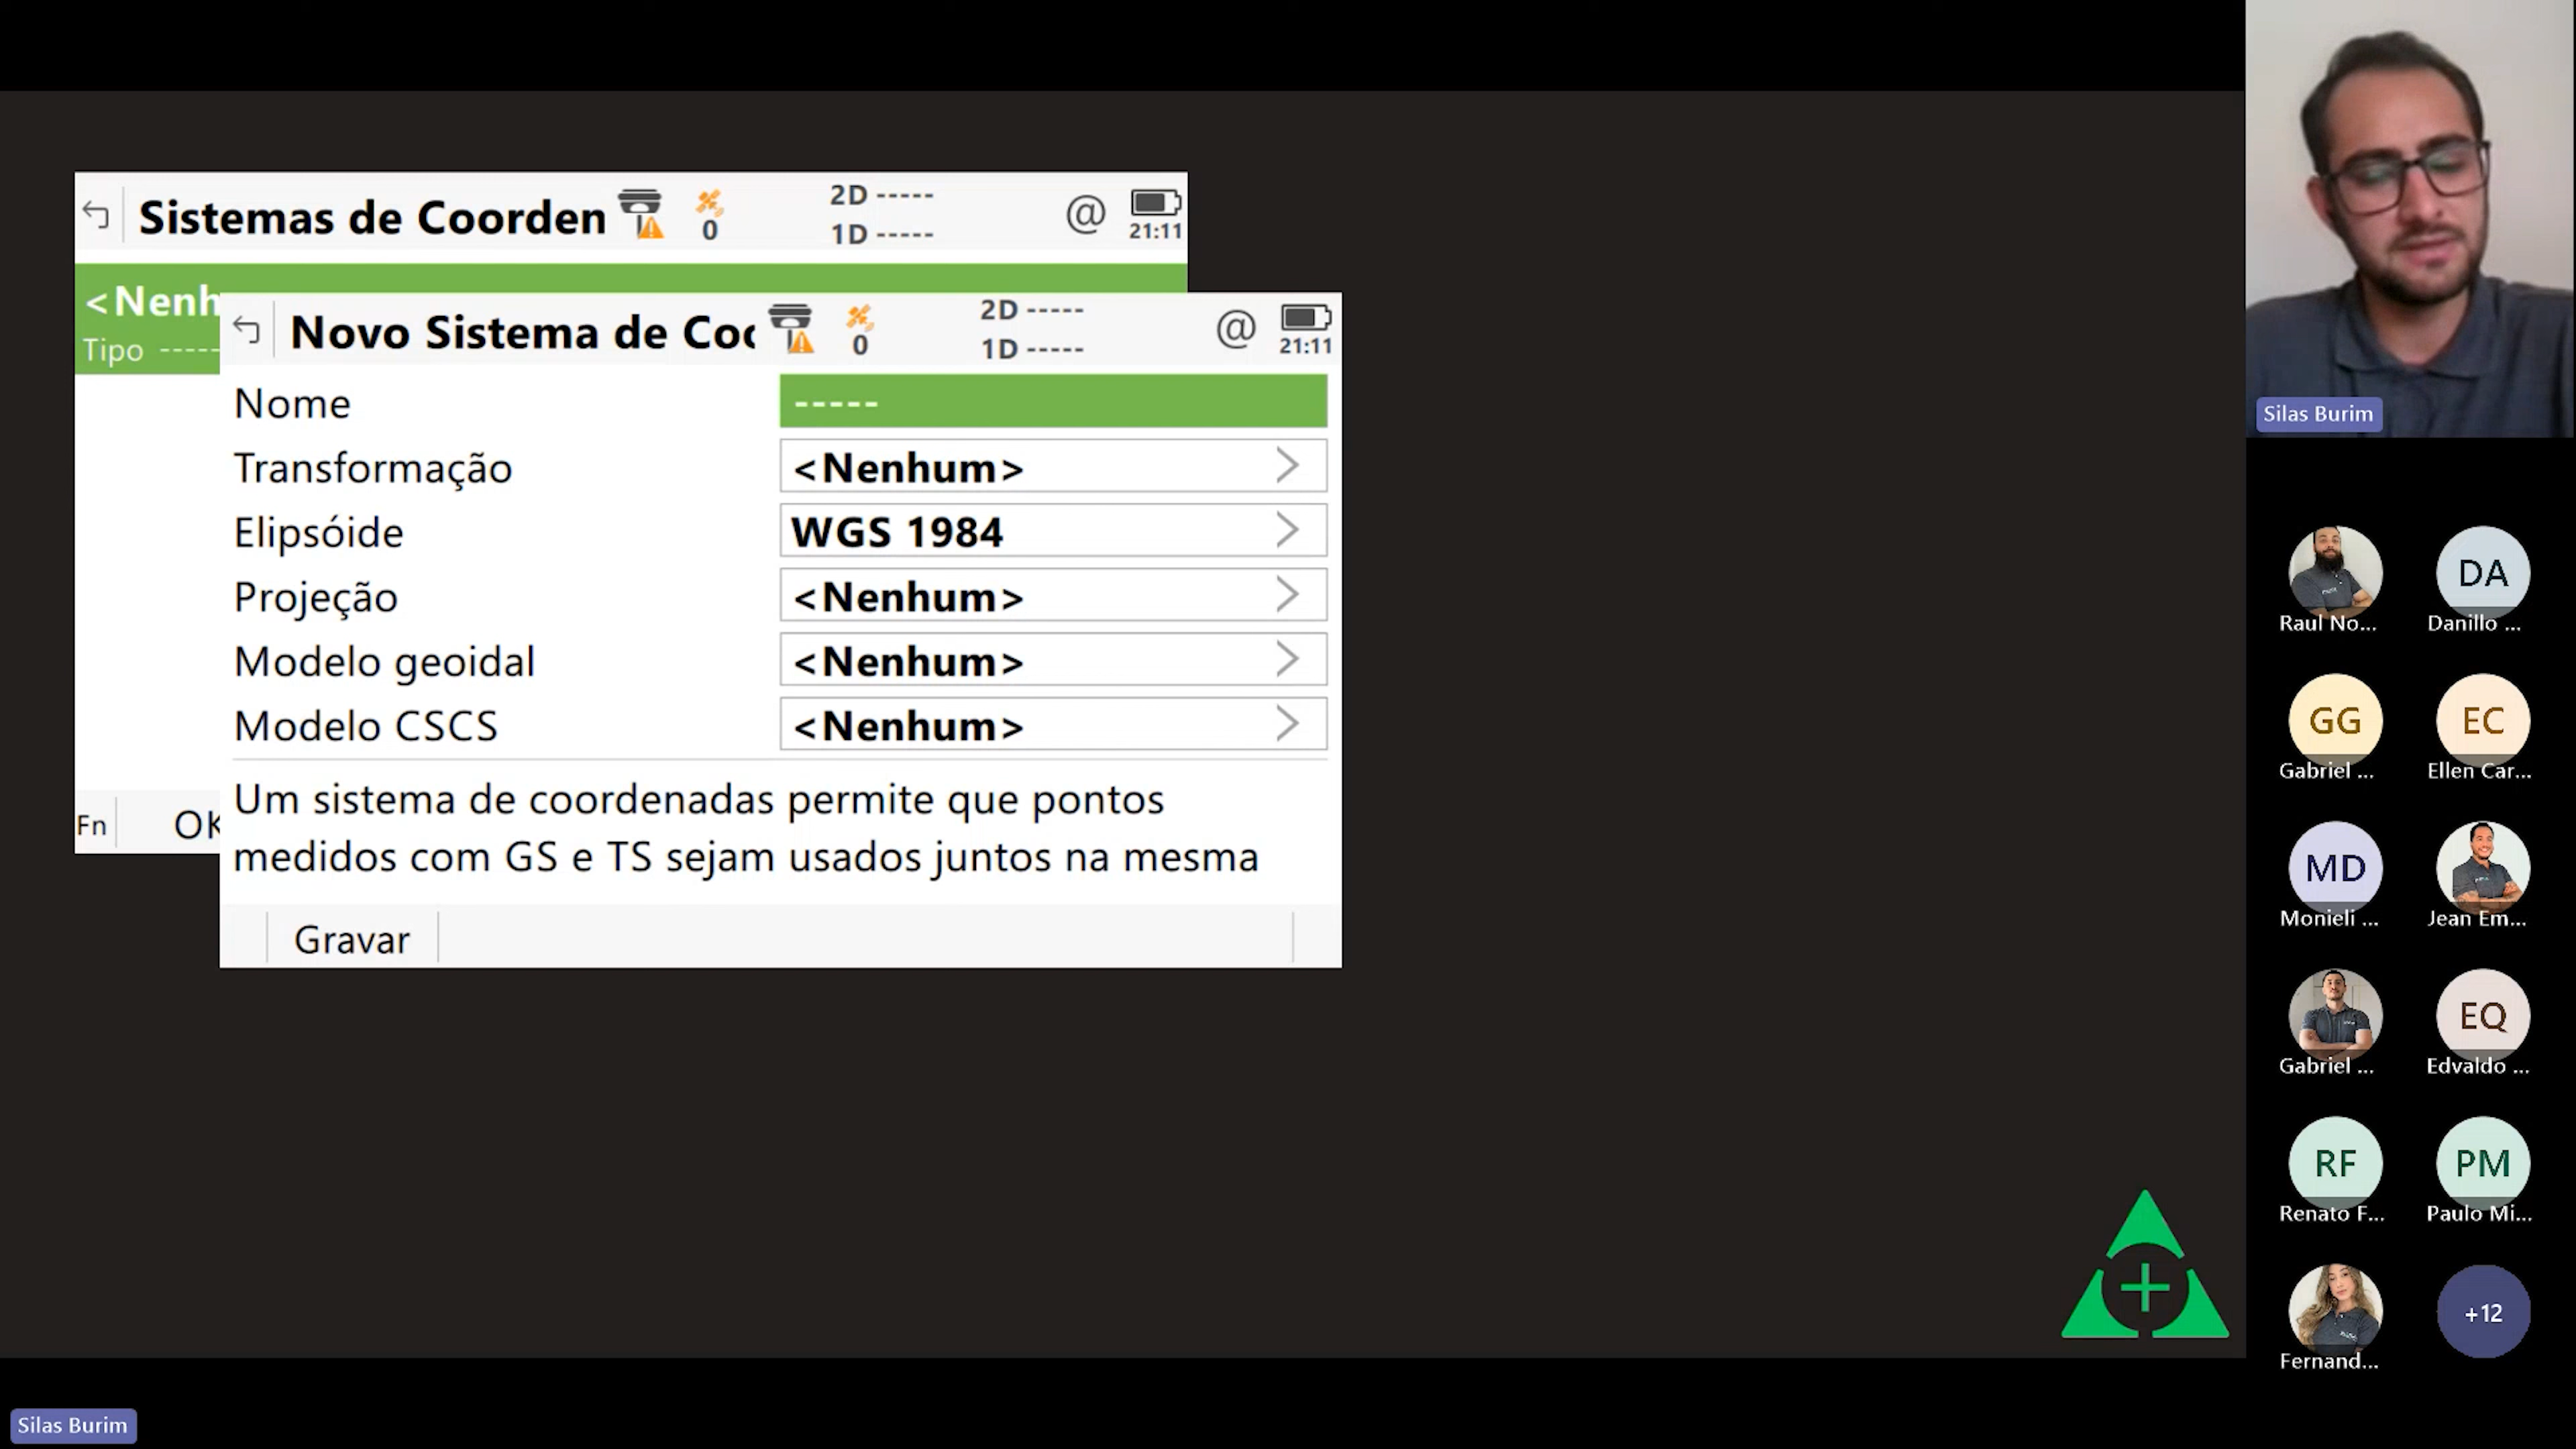 Sistemas de Coorden
0
2D -----
1D -----
@
21:11
<Nenh
Tipo -----
Fn
OK
Novo Sistema de Coo
0
2D -----
1D -----
@
21:11
Nome
-----
Transformação
<Nenhum>
Elipsóide
WGS 1984
Projeção
<Nenhum>
Modelo geoidal
<Nenhum>
Modelo CSCS
<Nenhum>
Um sistema de coordenadas permite que pontos
medidos com GS e TS sejam usados juntos na mesma
Gravar
Silas Burim
Raul No...
DA
Danillo ...
GG
Gabriel ...
EC
Ellen Car...
MD
Monieli ...
Jean Em...
Gabriel ...
EQ
Edvaldo ...
RF
Renato F...
PM
Paulo Mi...
Fernand...
+12
Silas Burim